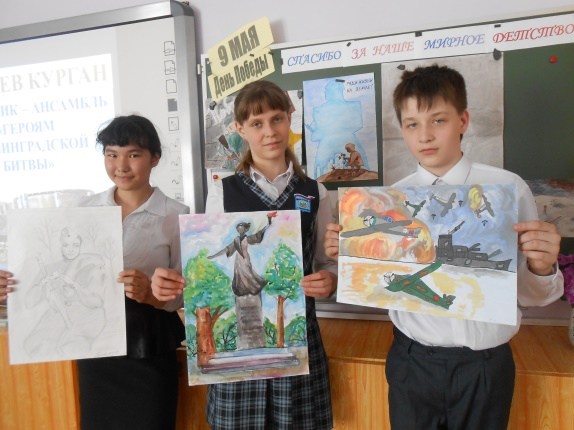 ЕВ КУРГАН
ИК – АНСАМБЛЬ
ГЕРОЯМ
ИНГРАДСКОЙ
БИТВЫ»
9 МАЯ
День Победы
СПАСИБО ЗА НАШЕ МИРНОЕ ДЕТСТВО